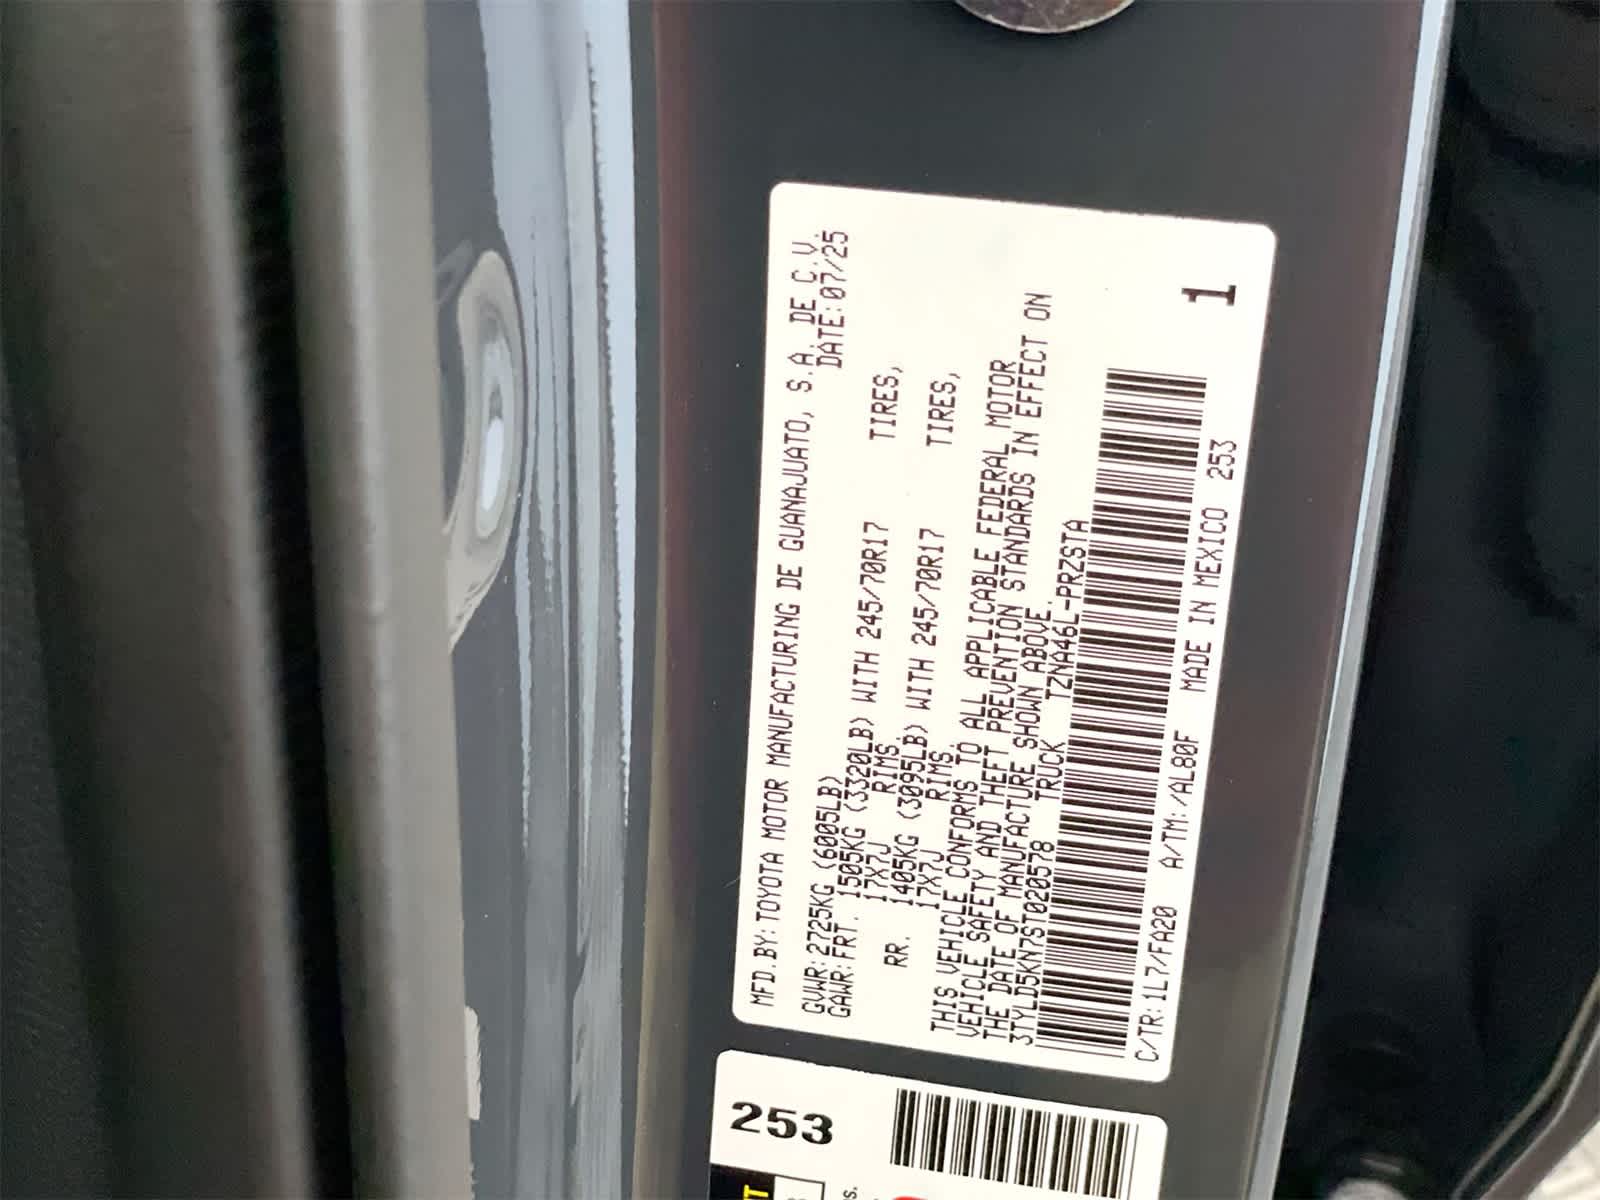 MFD.BY:TOYOTA MOTOR MANUFACTURING DE GUANAJUATO, S.A. DE C.V.
DATE:07/25
GVWR:2725KG (6005LB)
GAWR:FRT. 1505KG (3320LB) WITH 245/70R17 TIRES,
17X7J RIMS.
RR. 1405KG (3095LB) WITH 245/70R17 TIRES,
17X7J RIMS.
THIS VEHICLE CONFORMS TO ALL APPLICABLE FEDERAL MOTOR
VEHICLE SAFETY AND THEFT PREVENTION STANDARDS IN EFFECT ON
THE DATE OF MANUFACTURE SHOWN ABOVE.
3TYLD5KN7ST020578 TRUCK TZNA46L-PRZSTA
1
C/TR:1L7/FA20 A/TM:/AL80F MADE IN MEXICO 253
253